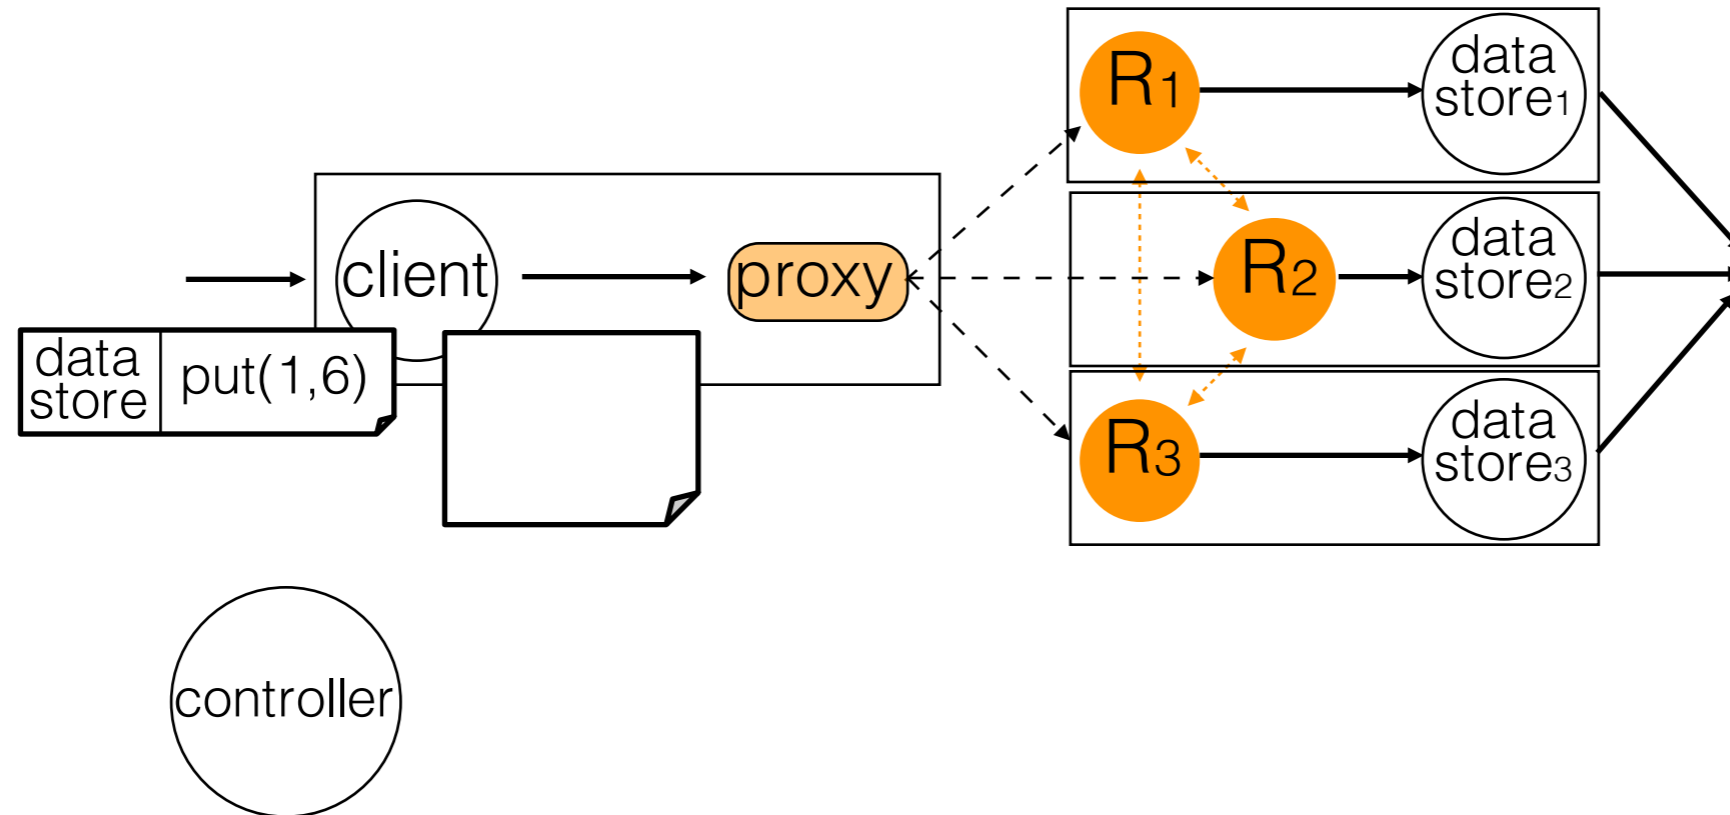 R1
data
store1
client
proxy
R2
data
store2
data
store
put(1,6)
R3
data
store3
controller